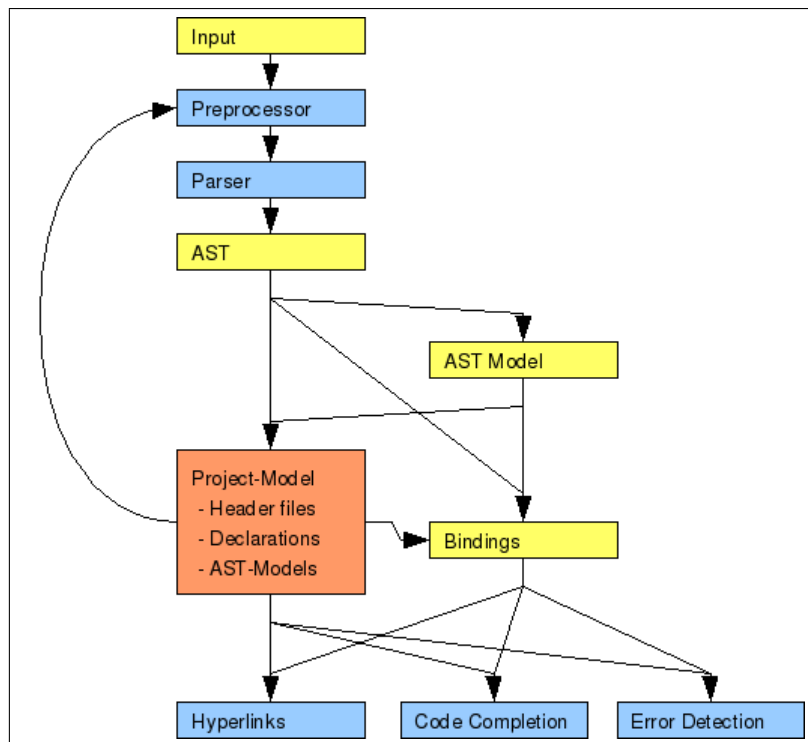 Input
Preprocessor
Parser
AST
AST Model
Project-Model
- Header files
- Declarations
- AST-Models
Bindings
Hyperlinks
Code Completion
Error Detection